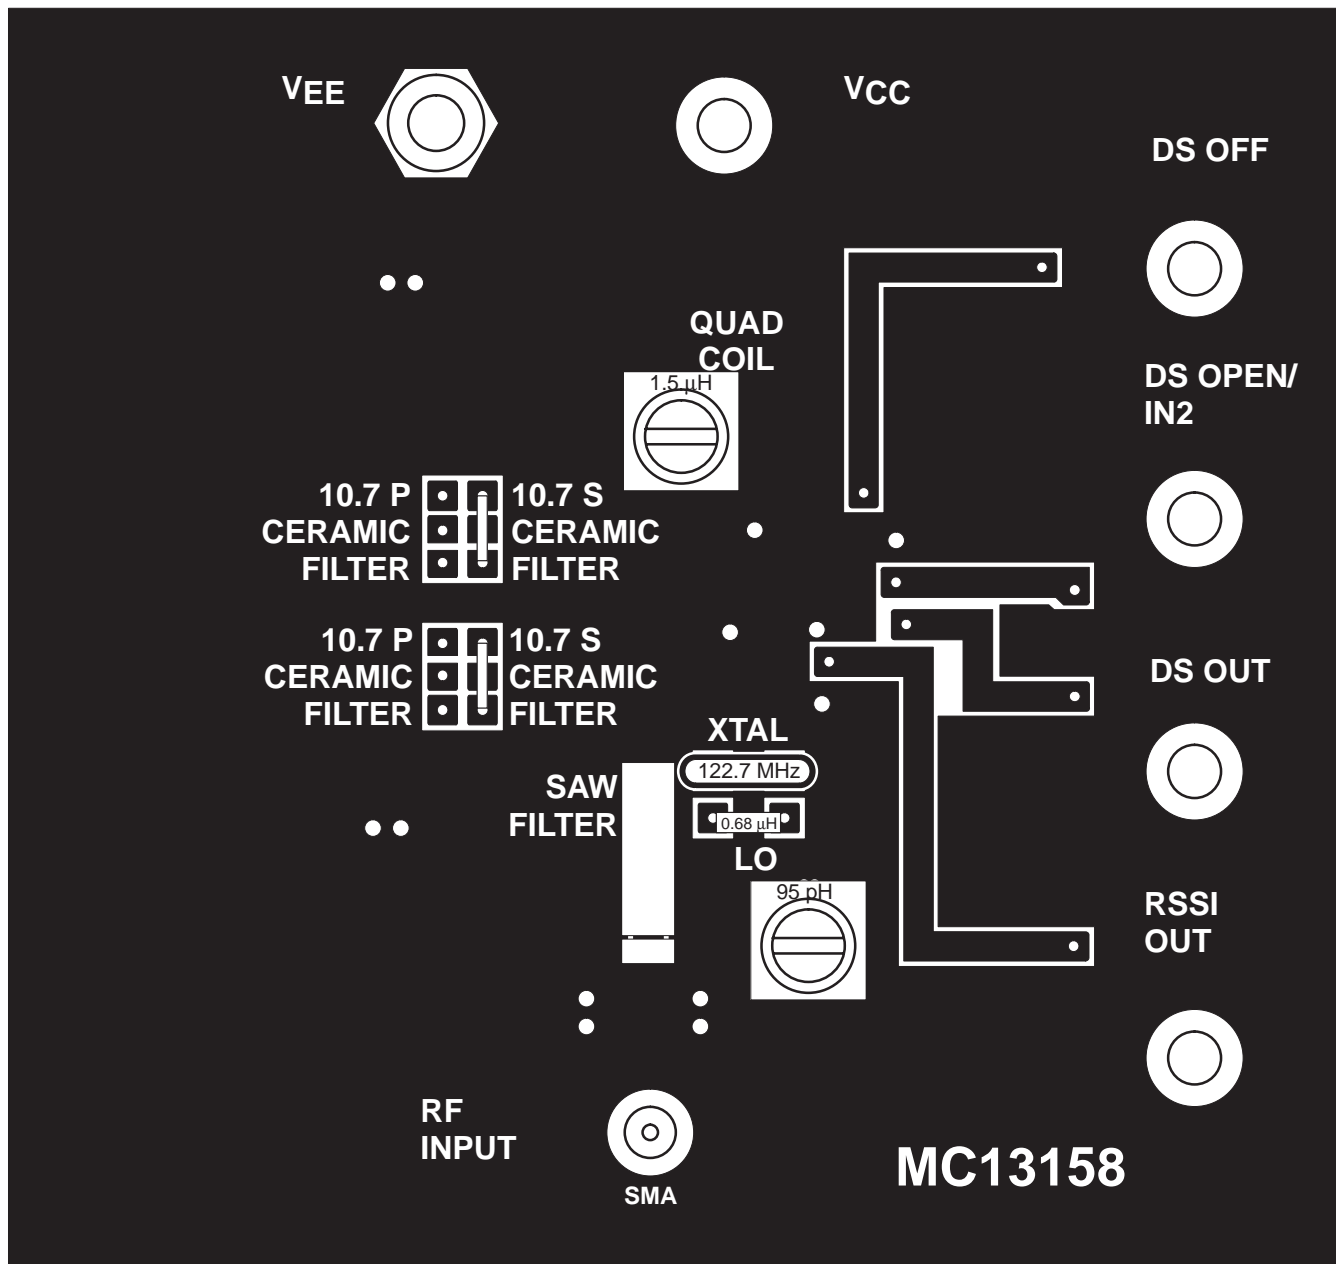 VEE
VCC
DS OFF
QUAD
COIL
1.5 µH
DS OPEN/
IN2
10.7 P
CERAMIC
FILTER
10.7 S
CERAMIC
FILTER
10.7 P
CERAMIC
FILTER
10.7 S
CERAMIC
FILTER
DS OUT
XTAL
122.7 MHz
SAW
FILTER
0.68 µH
LO
95 pH
RSSI
OUT
RF
INPUT
SMA
MC13158